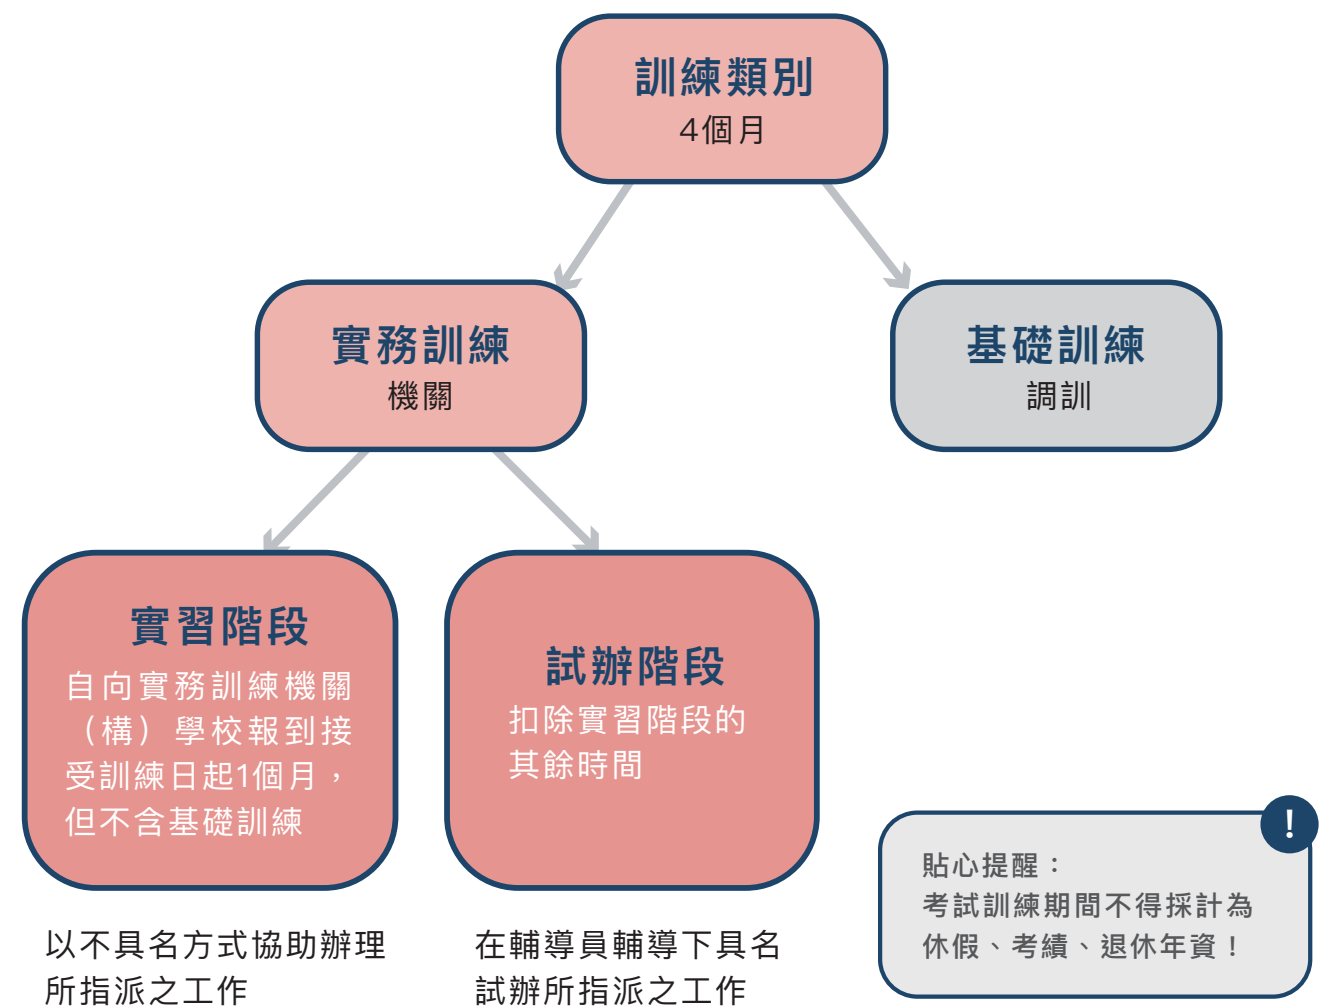 訓練類別
4個月
實務訓練
機關
基礎訓練
調訓
實習階段
自向實務訓練機關
（構）學校報到接
受訓練日起1個月，
但不含基礎訓練
試辦階段
扣除實習階段的
其餘時間
以不具名方式協助辦理
所指派之工作
在輔導員輔導下具名
試辦所指派之工作
!
貼心提醒：
考試訓練期間不得採計為
休假、考績、退休年資！